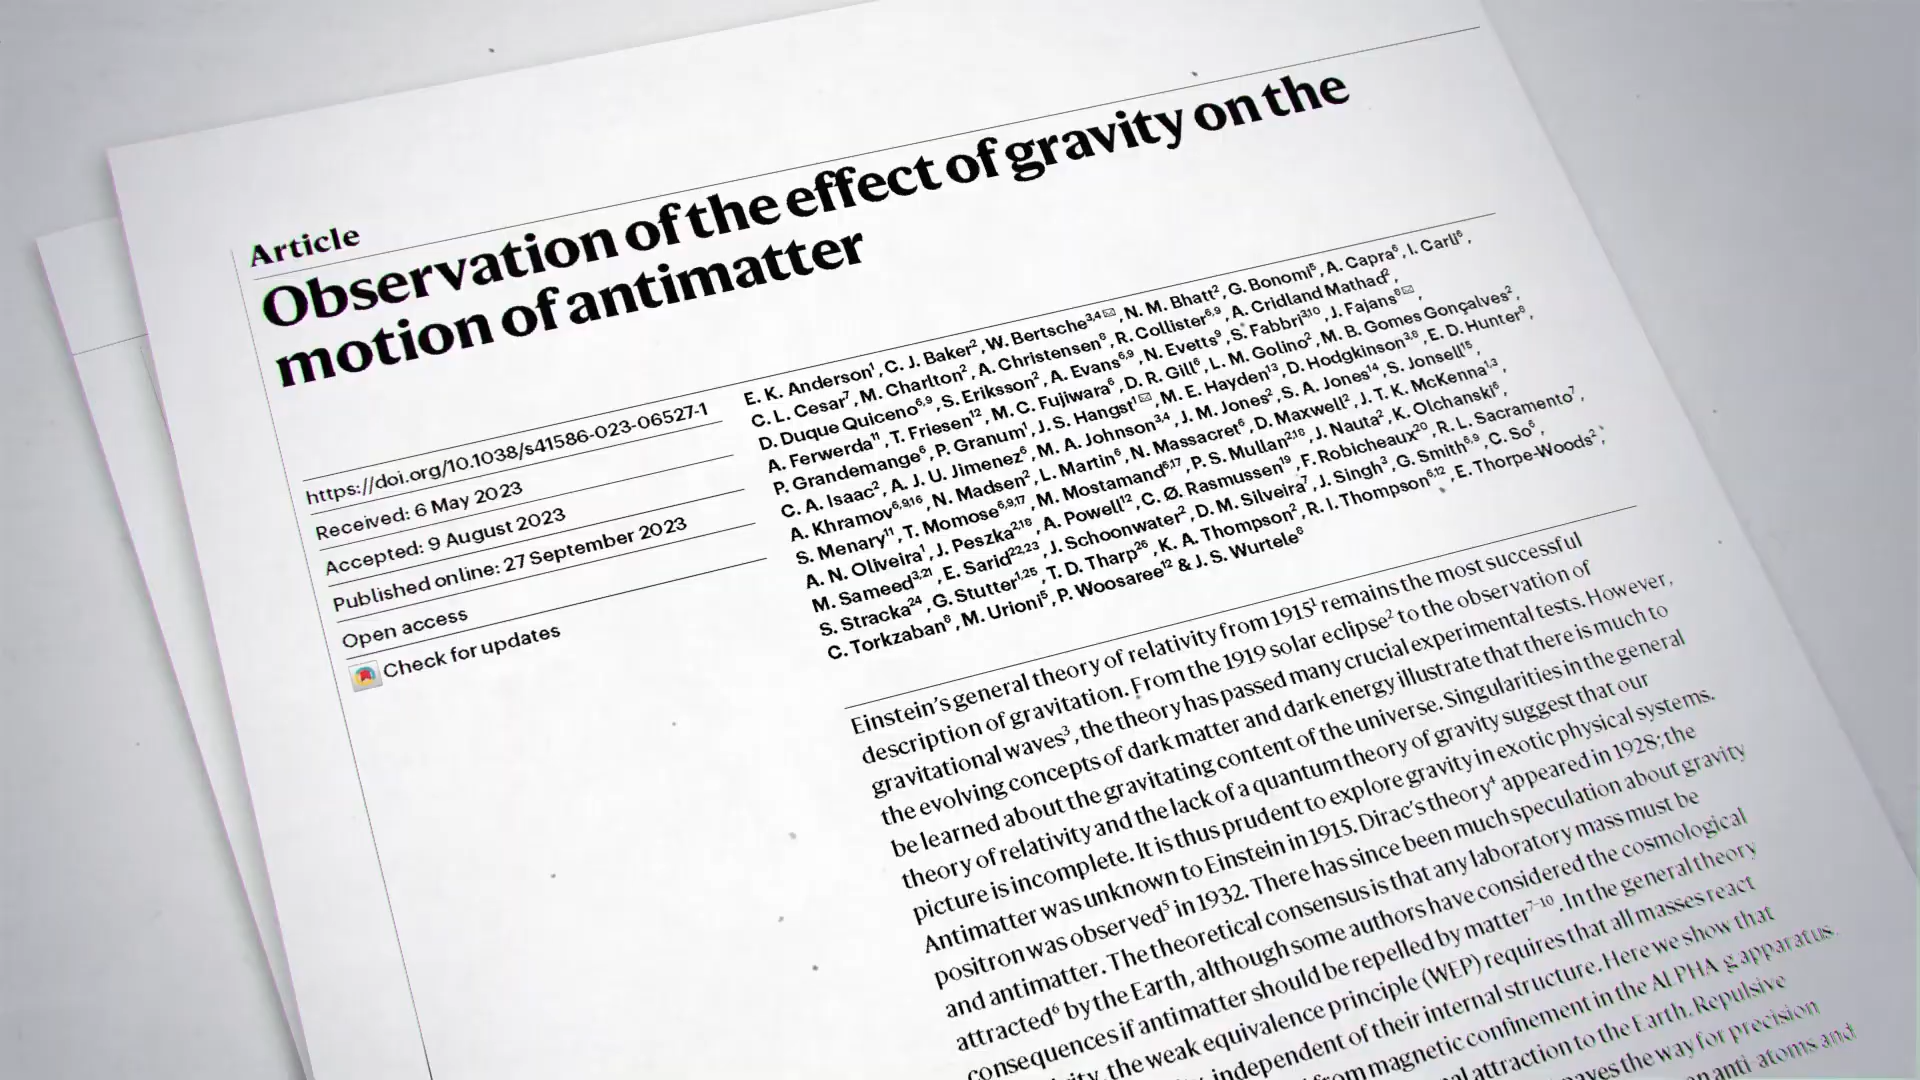 Article
Observation of the effect of gravity on the
motion of antimatter
https://doi.org/10.1038/s41586-023-06527-1
Received: 6 May 2023
Accepted: 9 August 2023
Published online: 27 September 2023
Open access
Check for updates
E. K. Anderson¹, C. J. Baker², W. Bertsche³,⁴✉, N. M. Bhatt², G. Bonomi⁵, A. Capra⁶, I. Carli⁶,
C. L. Cesar⁷, M. Charlton², A. Christensen⁸, R. Collister⁶,⁹, A. Cridland Mathad²,
D. Duque Quiceno⁶,⁹, S. Eriksson², A. Evans⁶,⁹, N. Evetts⁹, S. Fabbri³,¹⁰, J. Fajans⁸✉,
A. Ferwerda¹¹, T. Friesen¹², M. C. Fujiwara⁶, D. R. Gill⁶, L. M. Golino², M. B. Gomes Gonçalves²,
P. Grandemange⁶, P. Granum¹, J. S. Hangst¹✉, M. E. Hayden¹³, D. Hodgkinson³,⁸, E. D. Hunter⁸,
C. A. Isaac², A. J. U. Jimenez⁶, M. A. Johnson³,⁴, J. M. Jones², S. A. Jones¹⁴, S. Jonsell¹⁵,
A. Khramov⁶,⁹,¹⁶, N. Madsen², L. Martin⁶, N. Massacret⁶, D. Maxwell², J. T. K. McKenna¹,³,
S. Menary¹¹, T. Momose⁶,⁹,¹⁷, M. Mostamand⁶,¹⁷, P. S. Mullan²,¹⁸, J. Nauta², K. Olchanski⁶,
A. N. Oliveira¹, J. Peszka²,¹⁸, A. Powell¹², C. Ø. Rasmussen¹⁹, F. Robicheaux²⁰, R. L. Sacramento⁷,
M. Sameed³,²¹, E. Sarid²²,²³, J. Schoonwater², D. M. Silveira⁷, J. Singh³, G. Smith⁶,⁹, C. So⁶,
S. Stracka²⁴, G. Stutter¹,²⁵, T. D. Tharp²⁶, K. A. Thompson², R. I. Thompson⁶,¹², E. Thorpe-Woods²,
C. Torkzaban⁸, M. Urioni⁵, P. Woosaree¹² & J. S. Wurtele⁸
Einstein's general theory of relativity from 1915¹ remains the most successful
description of gravitation. From the 1919 solar eclipse² to the observation of
gravitational waves³, the theory has passed many crucial experimental tests. However,
the evolving concepts of dark matter and dark energy illustrate that there is much to
be learned about the gravitating content of the universe. Singularities in the general
theory of relativity and the lack of a quantum theory of gravity suggest that our
picture is incomplete. It is thus prudent to explore gravity in exotic physical systems.
Antimatter was unknown to Einstein in 1915. Dirac's theory⁴ appeared in 1928; the
positron was observed⁵ in 1932. There has since been much speculation about gravity
and antimatter. The theoretical consensus is that any laboratory mass must be
attracted⁶ by the Earth, although some authors have considered the cosmological
consequences if antimatter should be repelled by matter⁷⁻¹⁰. In the general theory
the weak equivalence principle (WEP) requires that all masses react
independent of their internal structure. Here we show that
from magnetic confinement in the ALPHA-g apparatus.
attraction to the Earth. Repulsive
the way for precision
anti-atoms and